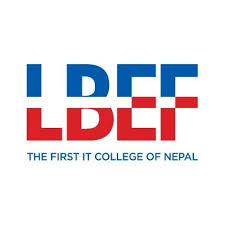 LBEF
THE FIRST IT COLLEGE OF NEPAL